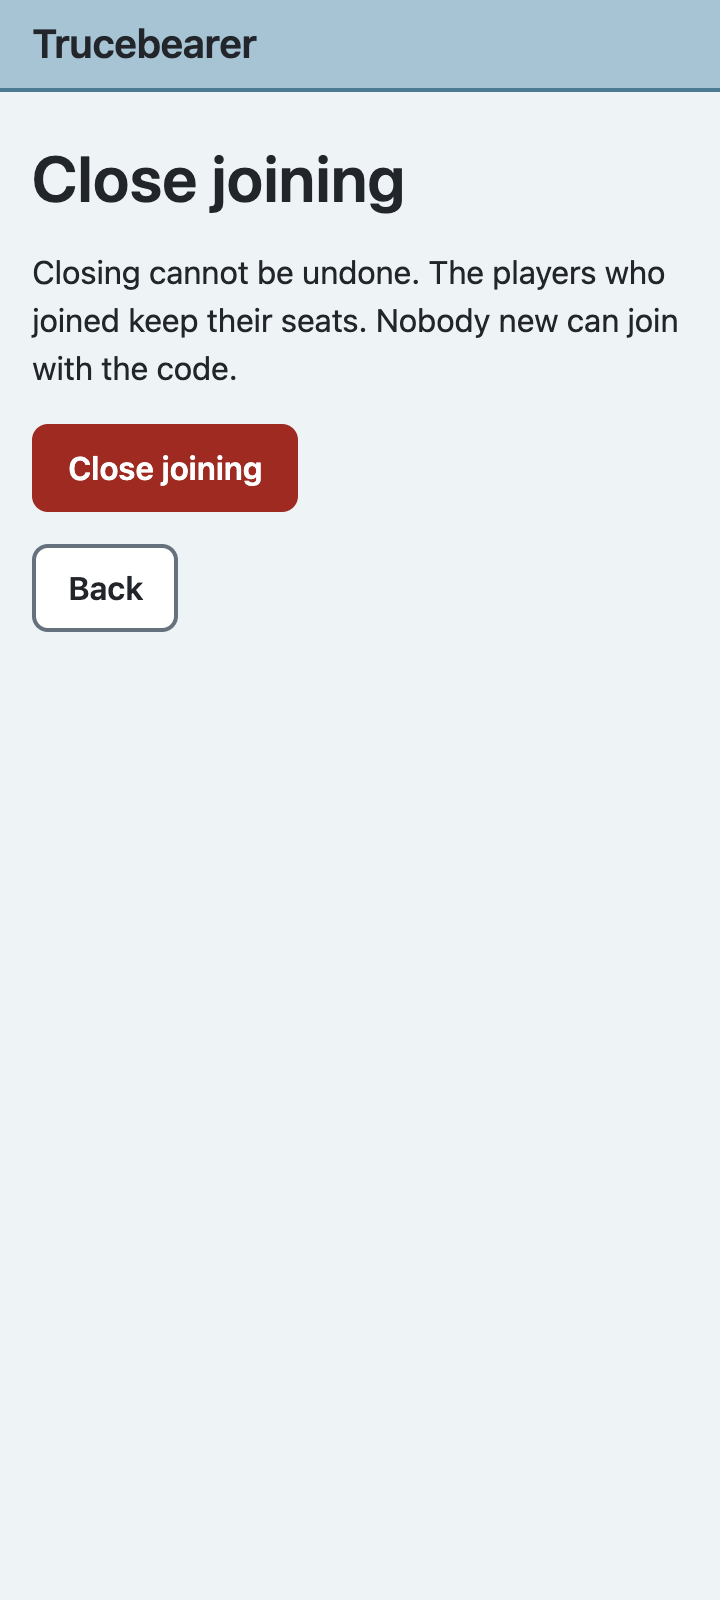 Trucebearer
Close joining
Closing cannot be undone. The players who
joined keep their seats. Nobody new can join
with the code.
Close joining
Back